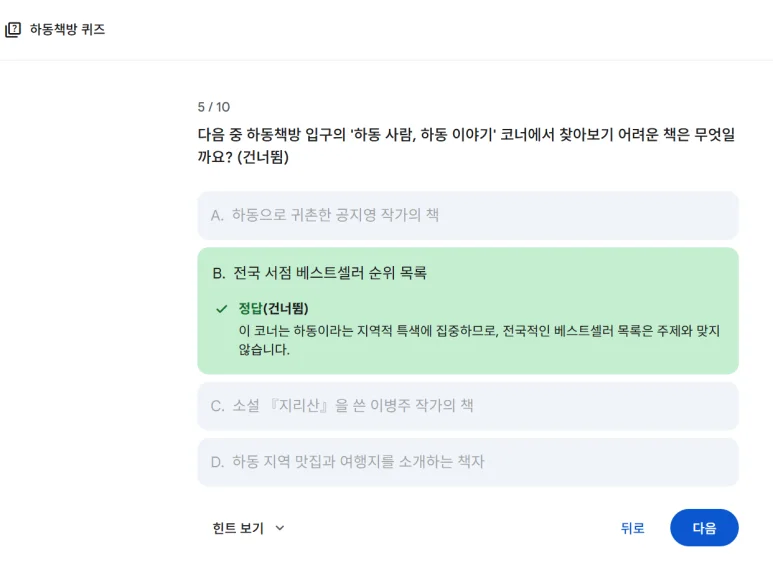 하동책방 퀴즈
5 / 10
다음 중 하동책방 입구의 '하동 사람, 하동 이야기' 코너에서 찾아보기 어려운 책은 무엇일
까요? (건너뜀)
A. 하동으로 귀촌한 공지영 작가의 책
B. 전국 서점 베스트셀러 순위 목록
정답(건너뜀)
이 코너는 하동이라는 지역적 특색에 집중하므로, 전국적인 베스트셀러 목록은 주제와 맞지
않습니다.
C. 소설 『지리산』을 쓴 이병주 작가의 책
D. 하동 지역 맛집과 여행지를 소개하는 책자
힌트 보기 뒤로 다음